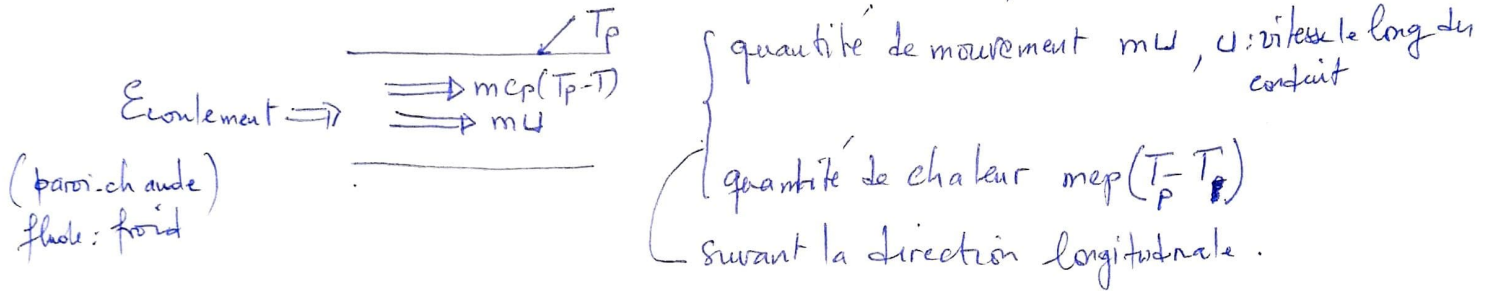 Tp
Ecoulement ⇒
mcp(Tp-T)
mU
(paroi-chaude)
fluide: froid
quantité de mouvement mU, U: vitesse le long du
conduit
quantité de chaleur mcp(Tp-T)
suivant la direction longitudinale.